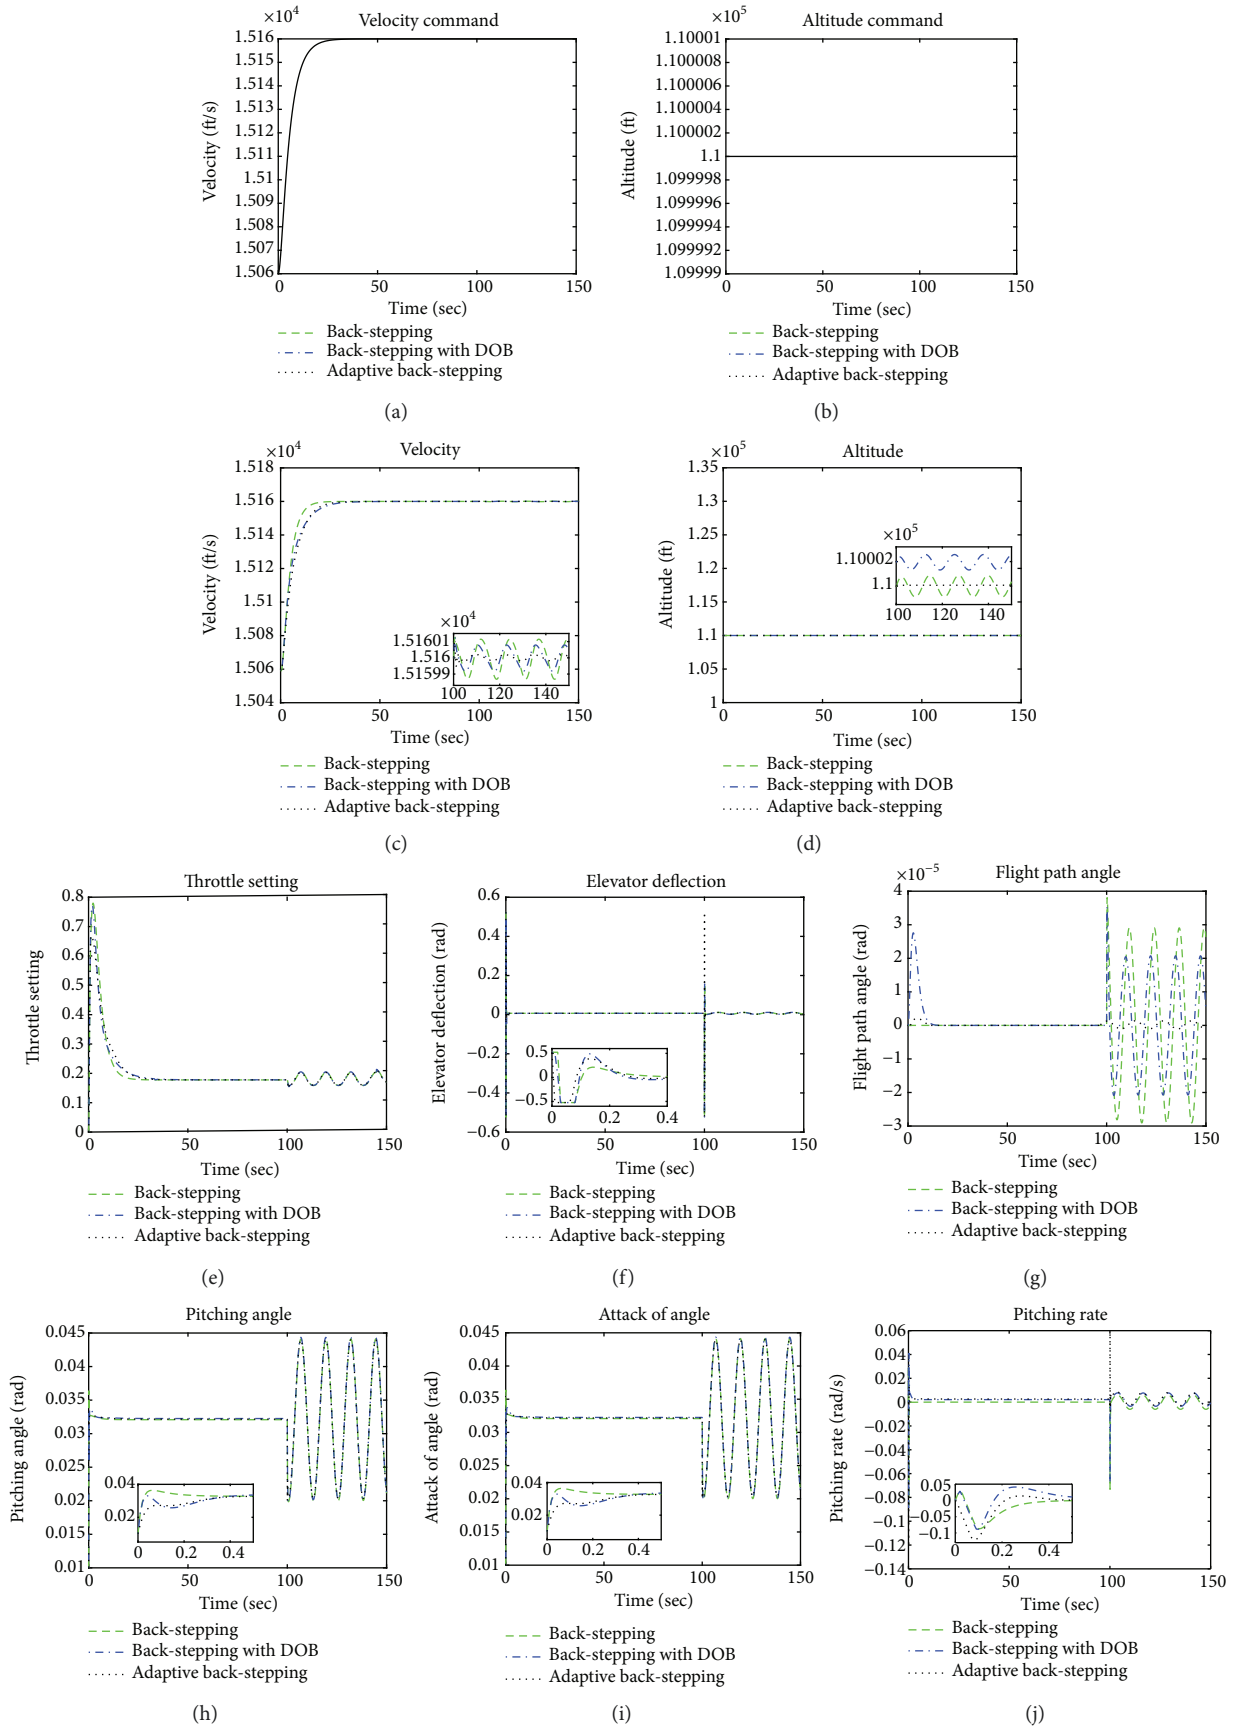 ×10⁴ Velocity command
1.516
1.516
1.514
1.513
1.512
1.511
1.51
1.509
1.508
1.507
1.506
Velocity (ft/s)
50 100 150
0
Time (sec)
Back-stepping
Back-stepping with DOB
Adaptive back-stepping
(a)
×10⁵ Altitude command
1.10001
1.100008
1.100006
1.100004
1.100002
1.1
1.099998
1.099996
1.099994
1.099992
1.09999
Altitude (ft)
0 50 100 150
Time (sec)
Back-stepping
Back-stepping with DOB
Adaptive back-stepping
(b)
×10⁴ Velocity
1.518
1.516
1.514
1.512
1.51
1.508
1.506
1.504
Velocity (ft/s)
×10⁴
1.51601
1.516
1.51599
100 120 140
0 50 100 150
Time (sec)
Back-stepping
Back-stepping with DOB
Adaptive back-stepping
(c)
×10⁵ Altitude
1.35
1.3
1.25
1.2
1.15
1.1
1.05
1
Altitude (ft)
×10⁵
1.10002
1.1
100 120 140
0 50 100 150
Time (sec)
Back-stepping
Back-stepping with DOB
Adaptive back-stepping
(d)
Throttle setting
0.8
0.7
0.6
0.5
0.4
0.3
0.2
0.1
0
Throttle setting
0 50 100 150
Time (sec)
Back-stepping
Back-stepping with DOB
Adaptive back-stepping
(e)
Elevator deflection
0.6
0.4
0.2
0
−0.2
−0.4
−0.6
Elevator deflection (rad)
0.5
0
−0.5
0 0.2 0.4
0 50 100 150
Time (sec)
Back-stepping
Back-stepping with DOB
Adaptive back-stepping
(f)
×10⁻⁵ Flight path angle
4
3
2
1
0
−1
−2
−3
Flight path angle (rad)
0 50 100 150
Time (sec)
Back-stepping
Back-stepping with DOB
Adaptive back-stepping
(g)
Pitching angle
0.045
0.04
0.035
0.03
0.025
0.02
0.015
0.01
Pitching angle (rad)
0.04
0.02
0 0.2 0.4
0 50 100 150
Time (sec)
Back-stepping
Back-stepping with DOB
Adaptive back-stepping
(h)
Attack of angle
0.045
0.04
0.035
0.03
0.025
0.02
0.015
0.01
Attack of angle (rad)
0.04
0.02
0 0.2 0.4
0 50 100 150
Time (sec)
Back-stepping
Back-stepping with DOB
Adaptive back-stepping
(i)
Pitching rate
0.06
0.04
0.02
0
−0.02
−0.04
−0.06
−0.08
−0.1
−0.12
−0.14
Pitching rate (rad/s)
0.05
0
−0.05
−0.1
0 0.2 0.4
0 50 100 150
Time (sec)
Back-stepping
Back-stepping with DOB
Adaptive back-stepping
(j)